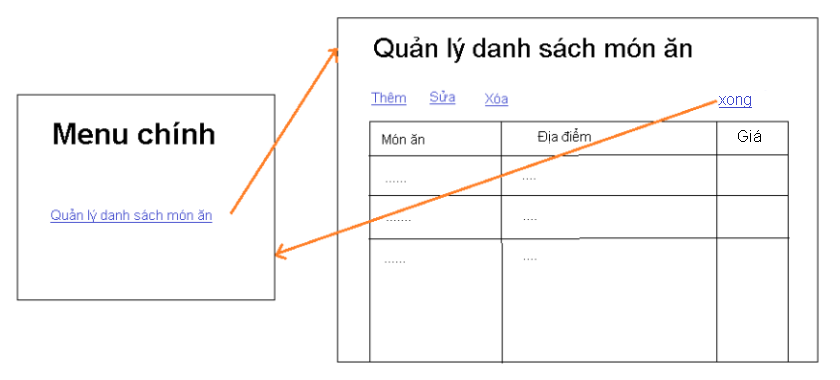 Menu chính
Quản lý danh sách món ăn
Quản lý danh sách món ăn
Thêm Sửa Xóa xong
Món ăn Địa điểm Giá
...... ....
....... ....
...... ....